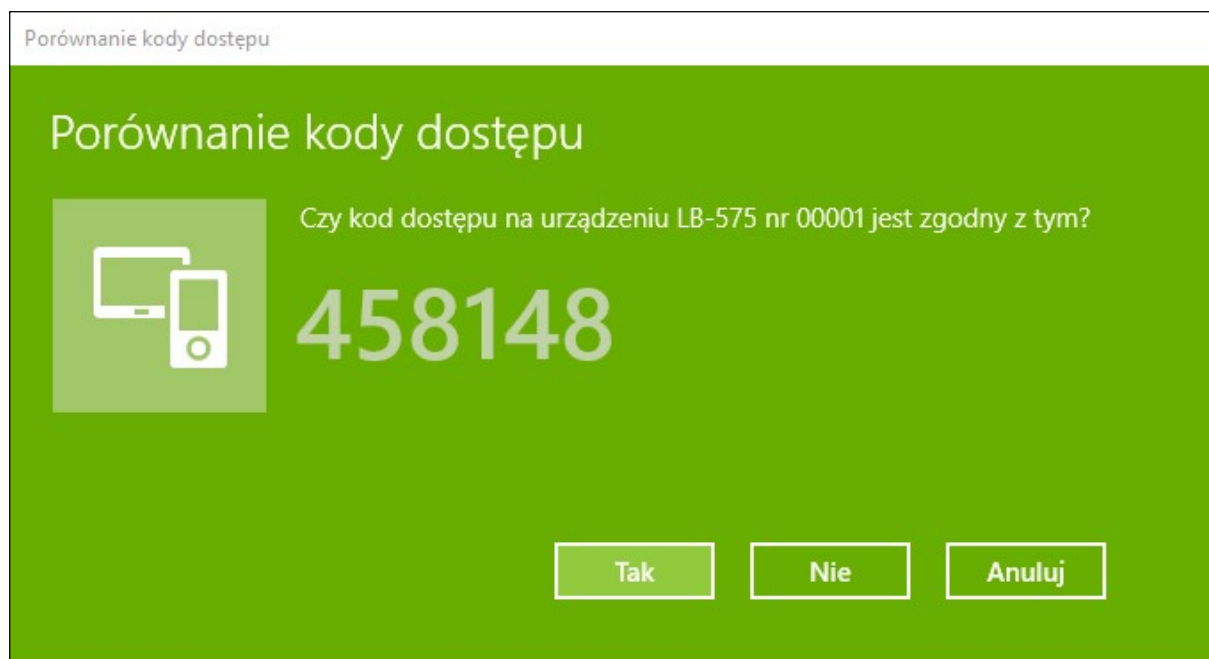 Porównanie kody dostępu
Porównanie kody dostępu
Czy kod dostępu na urządzeniu LB-575 nr 00001 jest zgodny z tym?
458148
Tak
Nie
Anuluj